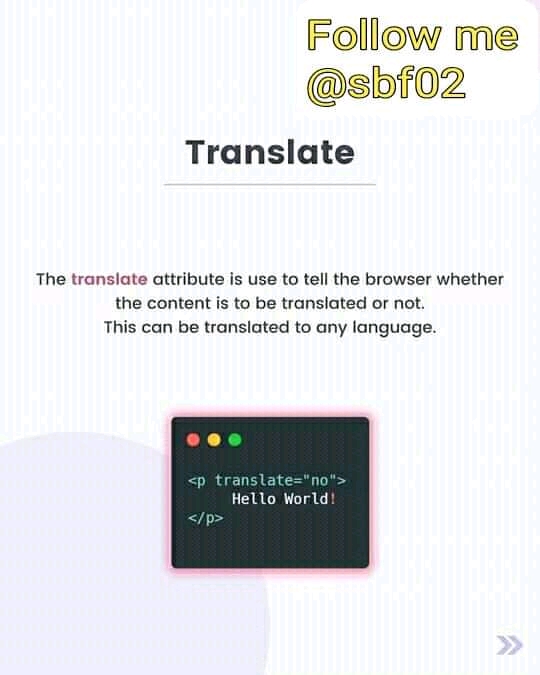 Follow me
@sbf02
Translate
The translate attribute is use to tell the browser whether
the content is to be translated or not.
This can be translated to any language.
<p translate="no">
Hello World!
</p>